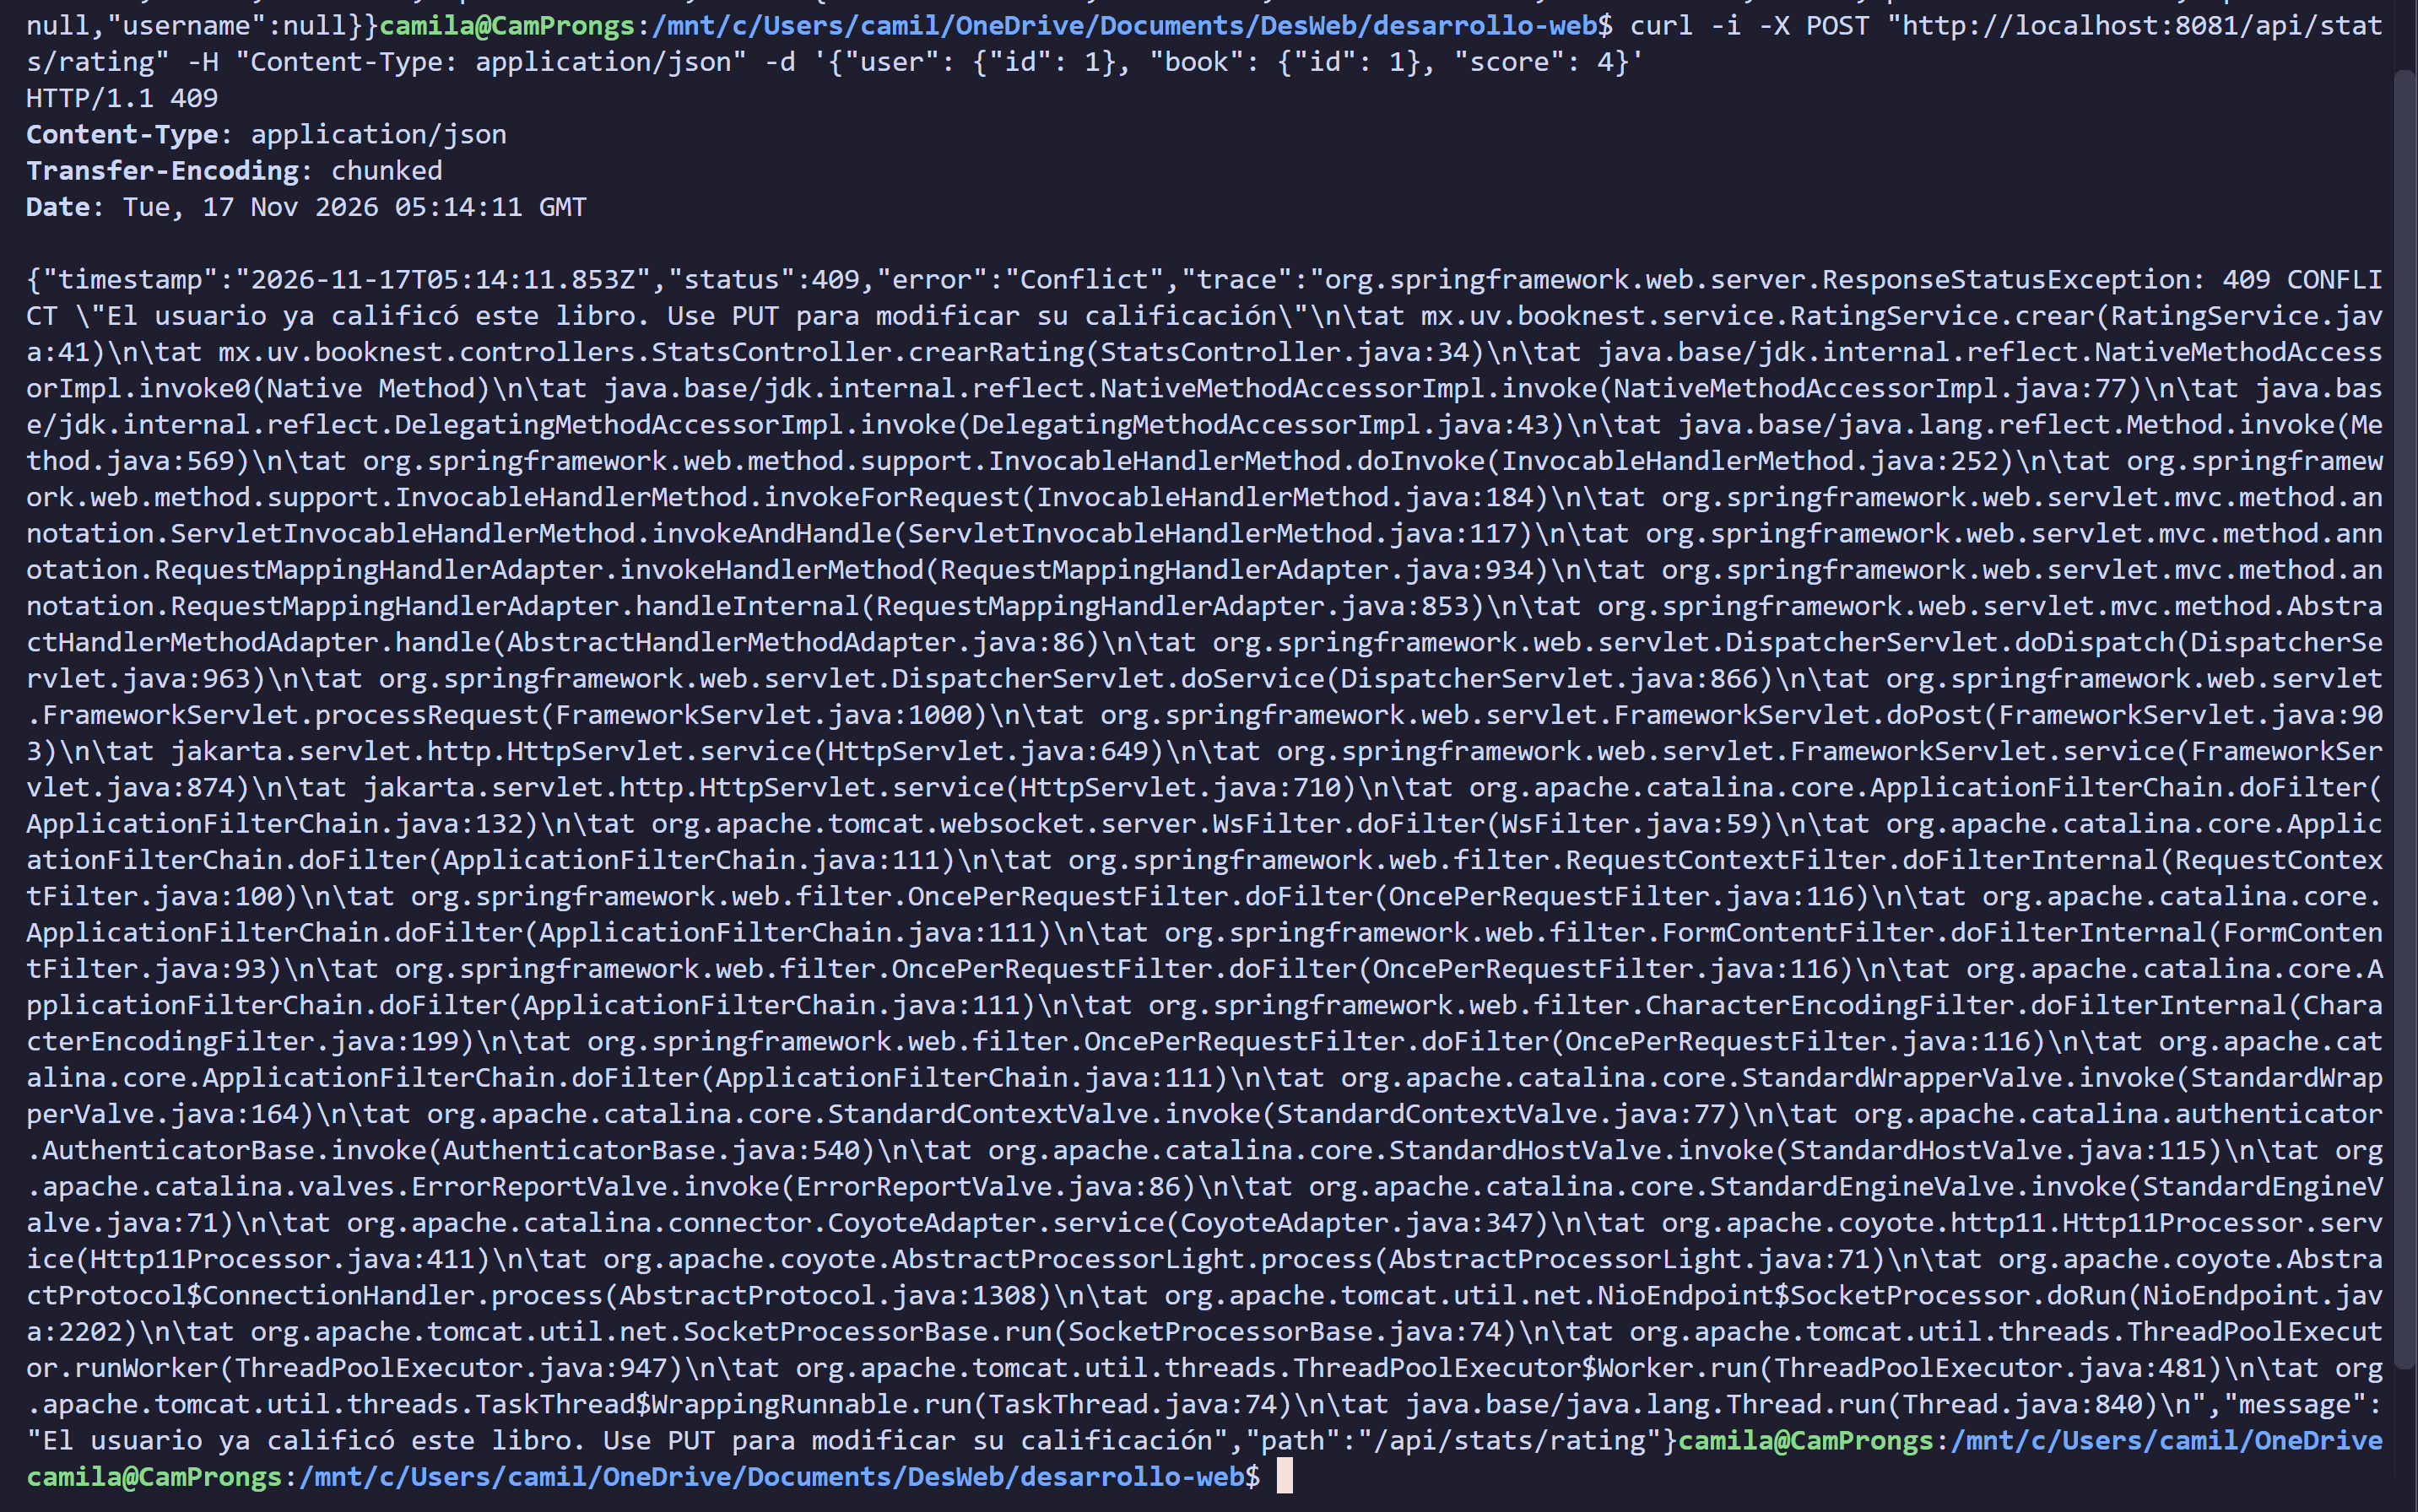 null,"username":null}}camila@CamProngs:/mnt/c/Users/camil/OneDrive/Documents/DesWeb/desarrollo-web$ curl -i -X POST "http://localhost:8081/api/stat
s/rating" -H "Content-Type: application/json" -d '{"user": {"id": 1}, "book": {"id": 1}, "score": 4}'
HTTP/1.1 409
Content-Type: application/json
Transfer-Encoding: chunked
Date: Tue, 17 Nov 2026 05:14:11 GMT
{"timestamp":"2026-11-17T05:14:11.853Z","status":409,"error":"Conflict","trace":"org.springframework.web.server.ResponseStatusException: 409 CONFLI
CT \"El usuario ya calificó este libro. Use PUT para modificar su calificación\"\n\tat mx.uv.booknest.service.RatingService.crear(RatingService.jav
a:41)\n\tat mx.uv.booknest.controllers.StatsController.crearRating(StatsController.java:34)\n\tat java.base/jdk.internal.reflect.NativeMethodAccess
orImpl.invoke0(Native Method)\n\tat java.base/jdk.internal.reflect.NativeMethodAccessorImpl.invoke(NativeMethodAccessorImpl.java:77)\n\tat java.bas
e/jdk.internal.reflect.DelegatingMethodAccessorImpl.invoke(DelegatingMethodAccessorImpl.java:43)\n\tat java.base/java.lang.reflect.Method.invoke(Me
thod.java:569)\n\tat org.springframework.web.method.support.InvocableHandlerMethod.doInvoke(InvocableHandlerMethod.java:252)\n\tat org.springframew
ork.web.method.support.InvocableHandlerMethod.invokeForRequest(InvocableHandlerMethod.java:184)\n\tat org.springframework.web.servlet.mvc.method.an
notation.ServletInvocableHandlerMethod.invokeAndHandle(ServletInvocableHandlerMethod.java:117)\n\tat org.springframework.web.servlet.mvc.method.ann
otation.RequestMappingHandlerAdapter.invokeHandlerMethod(RequestMappingHandlerAdapter.java:934)\n\tat org.springframework.web.servlet.mvc.method.an
notation.RequestMappingHandlerAdapter.handleInternal(RequestMappingHandlerAdapter.java:853)\n\tat org.springframework.web.servlet.mvc.method.Abstra
ctHandlerMethodAdapter.handle(AbstractHandlerMethodAdapter.java:86)\n\tat org.springframework.web.servlet.DispatcherServlet.doDispatch(DispatcherSe
rvlet.java:963)\n\tat org.springframework.web.servlet.DispatcherServlet.doService(DispatcherServlet.java:866)\n\tat org.springframework.web.servlet
.FrameworkServlet.processRequest(FrameworkServlet.java:1000)\n\tat org.springframework.web.servlet.FrameworkServlet.doPost(FrameworkServlet.java:90
3)\n\tat jakarta.servlet.http.HttpServlet.service(HttpServlet.java:649)\n\tat org.springframework.web.servlet.FrameworkServlet.service(FrameworkSer
vlet.java:874)\n\tat jakarta.servlet.http.HttpServlet.service(HttpServlet.java:710)\n\tat org.apache.catalina.core.ApplicationFilterChain.doFilter(
ApplicationFilterChain.java:132)\n\tat org.apache.tomcat.websocket.server.WsFilter.doFilter(WsFilter.java:59)\n\tat org.apache.catalina.core.Applic
ationFilterChain.doFilter(ApplicationFilterChain.java:111)\n\tat org.springframework.web.filter.RequestContextFilter.doFilterInternal(RequestContex
tFilter.java:100)\n\tat org.springframework.web.filter.OncePerRequestFilter.doFilter(OncePerRequestFilter.java:116)\n\tat org.apache.catalina.core.
ApplicationFilterChain.doFilter(ApplicationFilterChain.java:111)\n\tat org.springframework.web.filter.FormContentFilter.doFilterInternal(FormConten
tFilter.java:93)\n\tat org.springframework.web.filter.OncePerRequestFilter.doFilter(OncePerRequestFilter.java:116)\n\tat org.apache.catalina.core.A
pplicationFilterChain.doFilter(ApplicationFilterChain.java:111)\n\tat org.springframework.web.filter.CharacterEncodingFilter.doFilterInternal(Chara
cterEncodingFilter.java:199)\n\tat org.springframework.web.filter.OncePerRequestFilter.doFilter(OncePerRequestFilter.java:116)\n\tat org.apache.cat
alina.core.ApplicationFilterChain.doFilter(ApplicationFilterChain.java:111)\n\tat org.apache.catalina.core.StandardWrapperValve.invoke(StandardWrap
perValve.java:164)\n\tat org.apache.catalina.core.StandardContextValve.invoke(StandardContextValve.java:77)\n\tat org.apache.catalina.authenticator
.AuthenticatorBase.invoke(AuthenticatorBase.java:540)\n\tat org.apache.catalina.core.StandardHostValve.invoke(StandardHostValve.java:115)\n\tat org
.apache.catalina.valves.ErrorReportValve.invoke(ErrorReportValve.java:86)\n\tat org.apache.catalina.core.StandardEngineValve.invoke(StandardEngineV
alve.java:71)\n\tat org.apache.catalina.connector.CoyoteAdapter.service(CoyoteAdapter.java:347)\n\tat org.apache.coyote.http11.Http11Processor.serv
ice(Http11Processor.java:411)\n\tat org.apache.coyote.AbstractProcessorLight.process(AbstractProcessorLight.java:71)\n\tat org.apache.coyote.Abstra
ctProtocol$ConnectionHandler.process(AbstractProtocol.java:1308)\n\tat org.apache.tomcat.util.net.NioEndpoint$SocketProcessor.doRun(NioEndpoint.jav
a:2202)\n\tat org.apache.tomcat.util.net.SocketProcessorBase.run(SocketProcessorBase.java:74)\n\tat org.apache.tomcat.util.threads.ThreadPoolExecut
or.runWorker(ThreadPoolExecutor.java:947)\n\tat org.apache.tomcat.util.threads.ThreadPoolExecutor$Worker.run(ThreadPoolExecutor.java:481)\n\tat org
.apache.tomcat.util.threads.TaskThread$WrappingRunnable.run(TaskThread.java:74)\n\tat java.base/java.lang.Thread.run(Thread.java:840)\n","message":
"El usuario ya calificó este libro. Use PUT para modificar su calificación","path":"/api/stats/rating"}camila@CamProngs:/mnt/c/Users/camil/OneDrive
camila@CamProngs:/mnt/c/Users/camil/OneDrive/Documents/DesWeb/desarrollo-web$